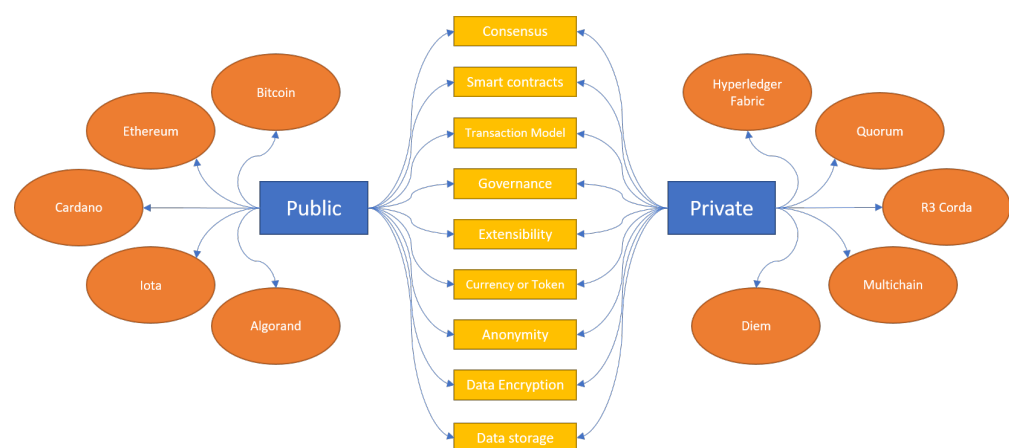 Consensus
Smart contracts
Transaction Model
Governance
Extensibility
Currency or Token
Anonymity
Data Encryption
Data storage
Public
Bitcoin
Ethereum
Cardano
Iota
Algorand
Private
Hyperledger
Fabric
Quorum
R3 Corda
Multichain
Diem